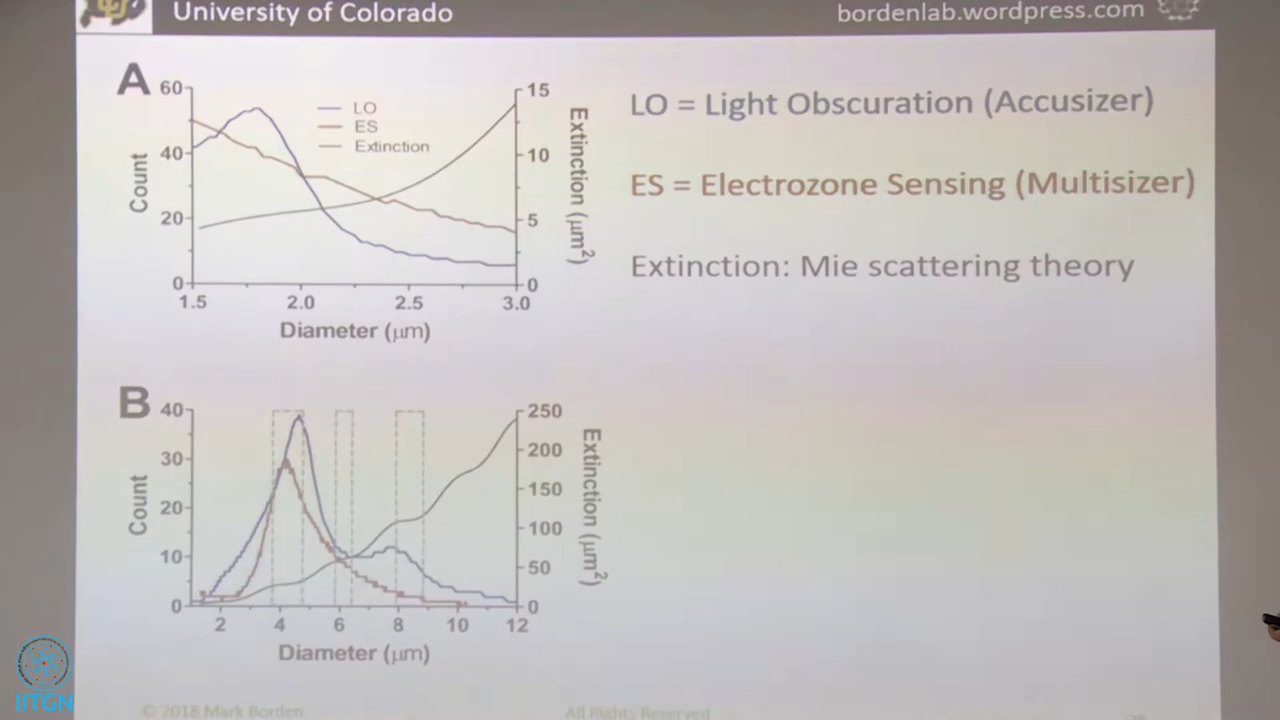 University of Colorado
bordenlab.wordpress.com
A
60
40
20
0
Count
LO
ES
Extinction
15
10
5
0
Extinction (μm²)
1.5 2.0 2.5 3.0
Diameter (μm)
LO = Light Obscuration (Accusizer)
ES = Electrozone Sensing (Multisizer)
Extinction: Mie scattering theory
B
40
30
20
10
0
Count
250
200
150
100
50
0
Extinction (μm²)
2 4 6 8 10 12
Diameter (μm)
© 2018 Mark Borden
All Rights Reserved
IITGN